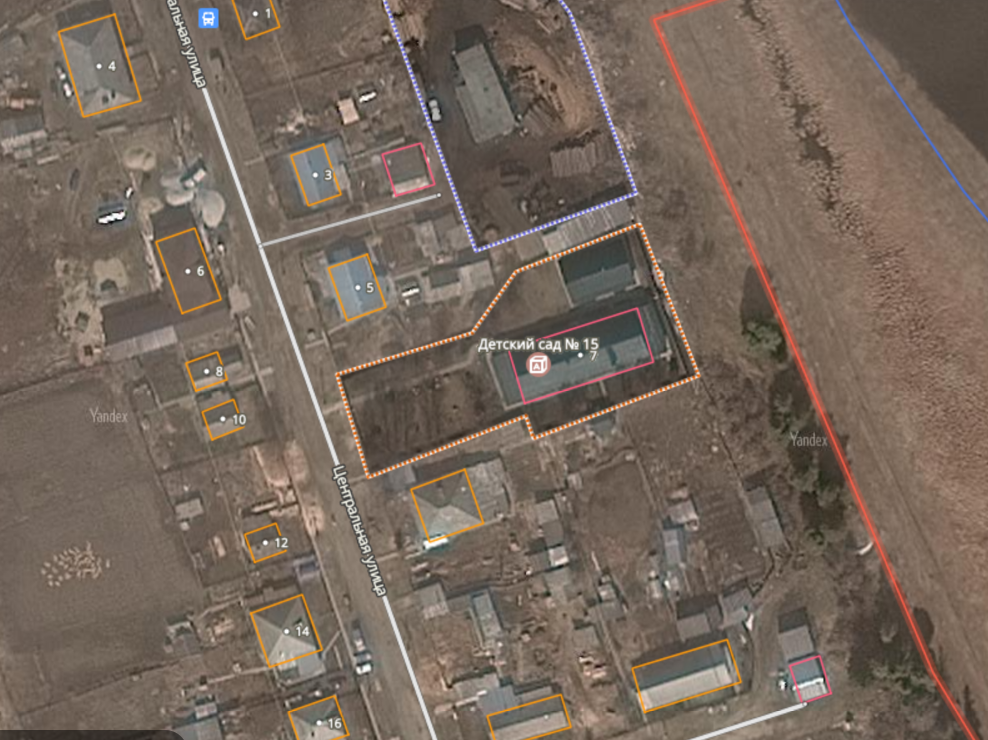 1
альная улица
4
3
6
5
Детский сад № 15
7
8
10
Yandex
Yandex
Центральная улица
12
14
16